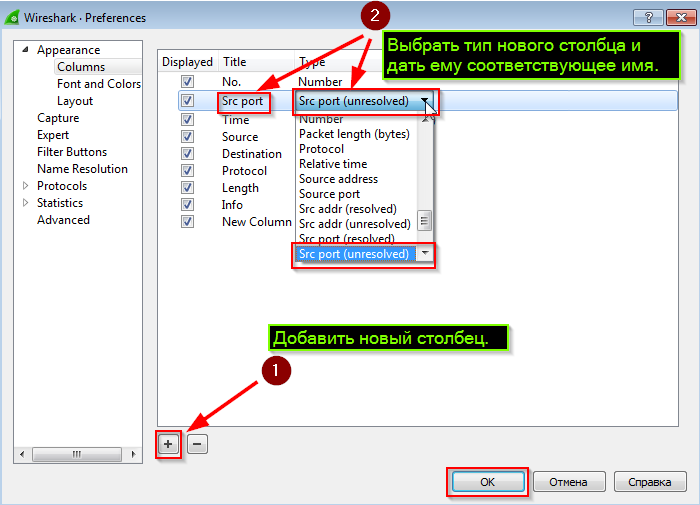 Wireshark · Preferences
?
2
Выбрать тип нового столбца и
дать ему соответствующее имя.
Appearance
Columns
Font and Colors
Layout
Capture
Expert
Filter Buttons
Name Resolution
Protocols
Statistics
Advanced
Displayed Title Type
No. Number
Src port Src port (unresolved)
Time
Source
Destination
Protocol
Length
Info
New Column
Number
Packet length (bytes)
Protocol
Relative time
Source address
Source port
Src addr (resolved)
Src addr (unresolved)
Src port (resolved)
Src port (unresolved)
Добавить новый столбец.
1
+ −
OK Отмена Справка